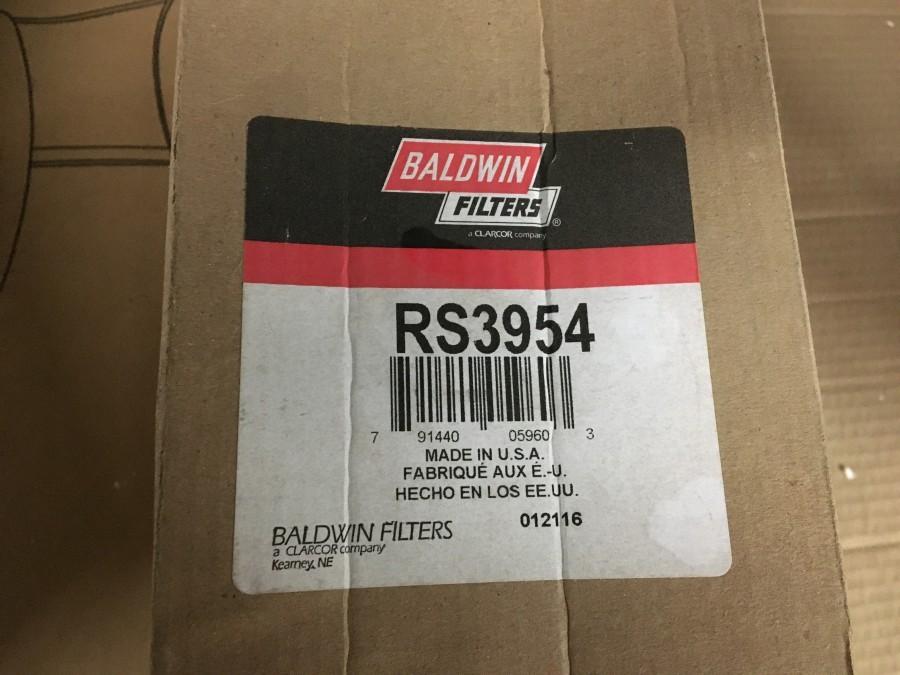 BALDWIN
FILTERS ®
a CLARCOR company
RS3954
7 91440 05960 3
MADE IN U.S.A.
FABRIQUÉ AUX É.-U.
HECHO EN LOS EE.UU.
012116
BALDWIN FILTERS
a CLARCOR company
Kearney, NE